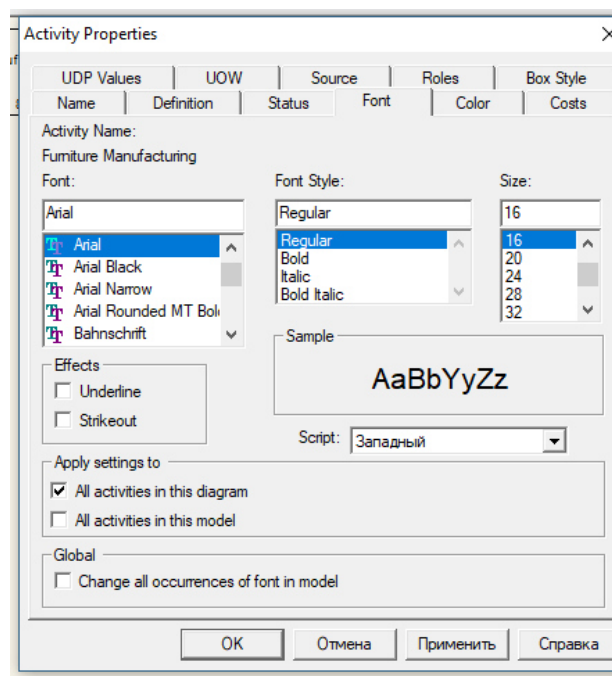 Activity Properties
UDP Values UOW Source Roles Box Style
Name Definition Status Font Color Costs
Activity Name:
Furniture Manufacturing
Font: Font Style: Size:
Arial Regular 16
Arial Regular 16
Arial Black Bold 20
Arial Narrow Italic 24
Arial Rounded MT Bol Bold Italic 28
Bahnschrift 32
Effects Sample
Underline AaBbYyZz
Strikeout
Script: Западный
Apply settings to
All activities in this diagram
All activities in this model
Global
Change all occurrences of font in model
OK Отмена Применить Справка